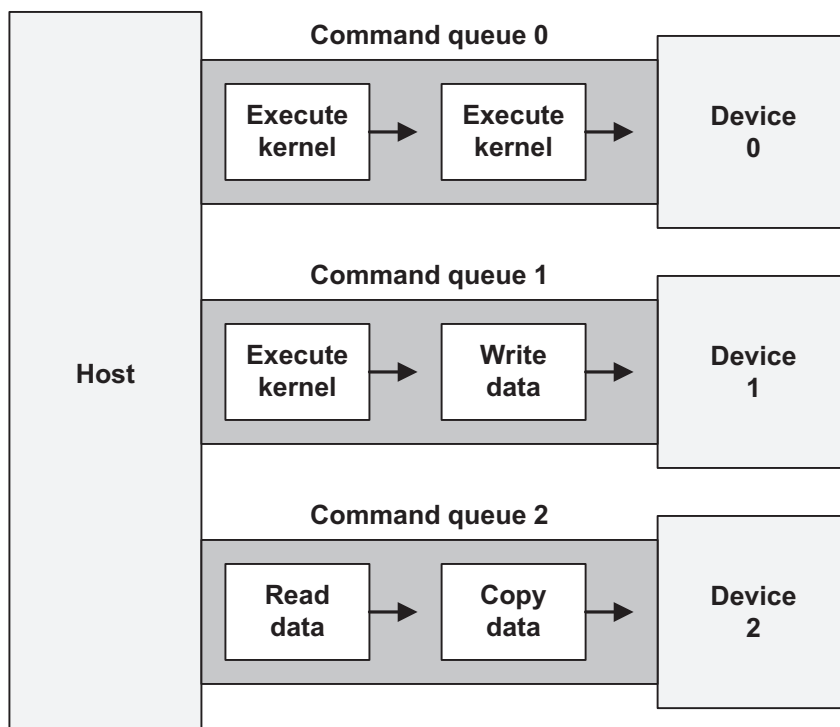 Command queue 0
Execute
kernel
Execute
kernel
Device
0
Command queue 1
Host
Execute
kernel
Write
data
Device
1
Command queue 2
Read
data
Copy
data
Device
2